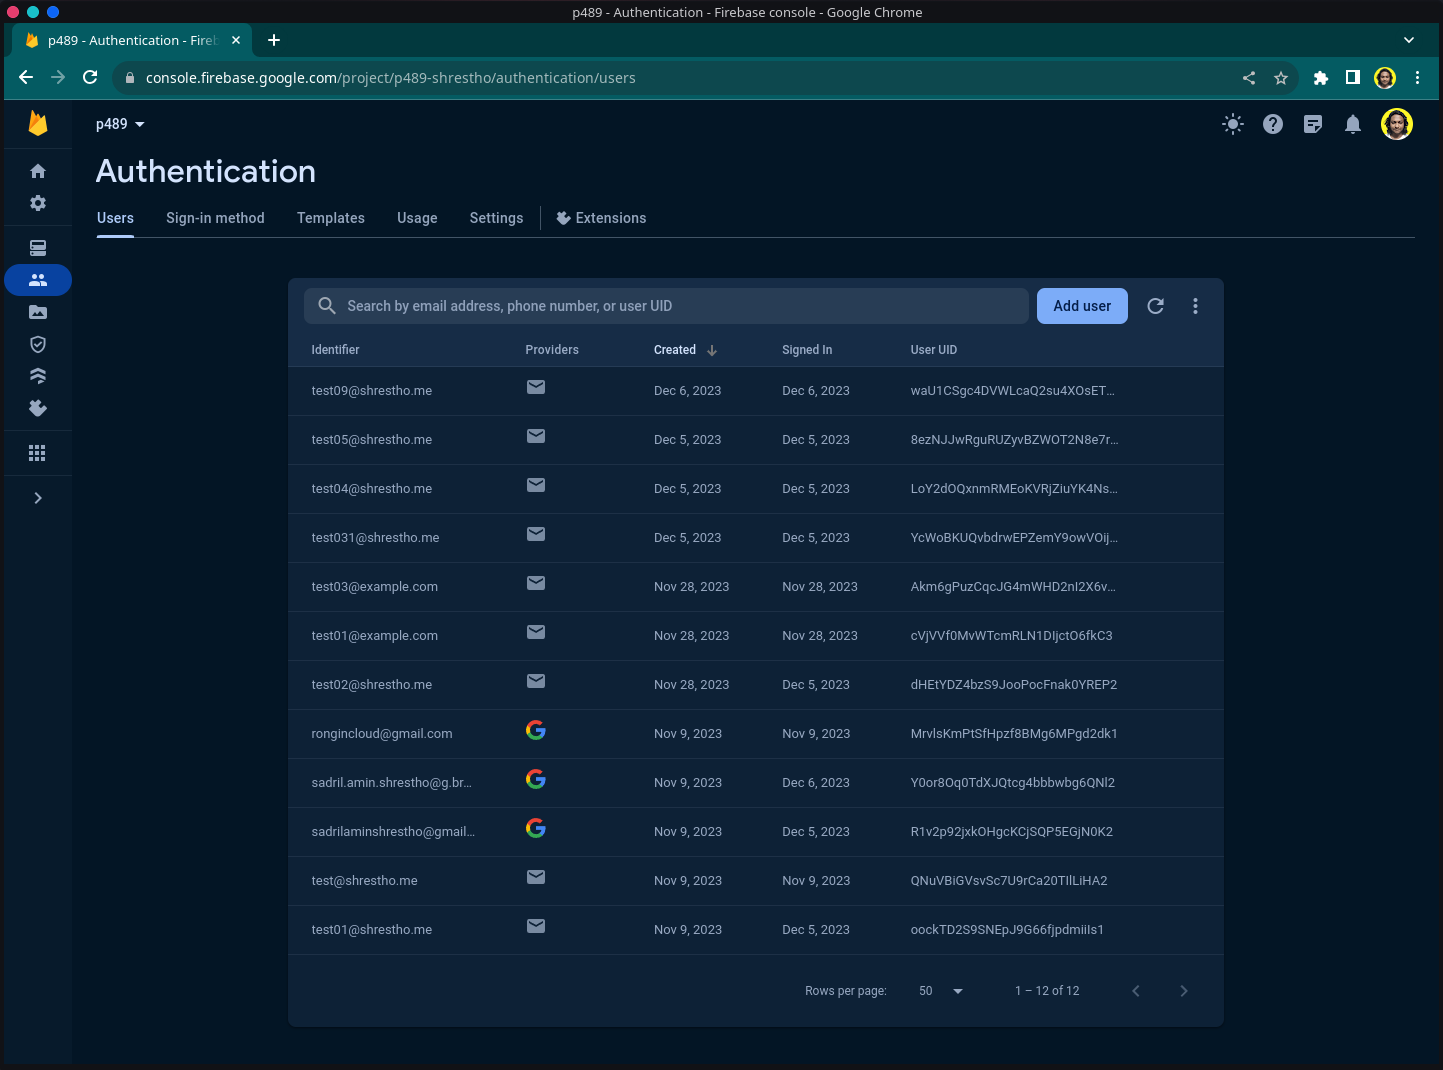 p489 - Authentication - Firebase console - Google Chrome
p489 - Authentication - Fireb
console.firebase.google.com/project/p489-shrestho/authentication/users
p489
Authentication
Users Sign-in method Templates Usage Settings Extensions
Search by email address, phone number, or user UID Add user
Identifier Providers Created Signed In User UID
test09@shrestho.me Dec 6, 2023 Dec 6, 2023 waU1CSgc4DVWLcaQ2su4XOsET...
test05@shrestho.me Dec 5, 2023 Dec 5, 2023 8ezNJJwRguRUZyvBZWOT2N8e7r...
test04@shrestho.me Dec 5, 2023 Dec 5, 2023 LoY2dOQxnmRMEoKVRjZiuYK4Ns...
test031@shrestho.me Dec 5, 2023 Dec 5, 2023 YcWoBKUQvbdrwEPZemY9owVOij...
test03@example.com Nov 28, 2023 Nov 28, 2023 Akm6gPuzCqcJG4mWHD2nI2X6v...
test01@example.com Nov 28, 2023 Nov 28, 2023 cVjVVf0MvWTcmRLN1DIjctO6fkC3
test02@shrestho.me Nov 28, 2023 Dec 5, 2023 dHEtYDZ4bzS9JooPocFnak0YREP2
rongincloud@gmail.com Nov 9, 2023 Nov 9, 2023 MrvlsKmPtSfHpzf8BMg6MPgd2dk1
sadril.amin.shrestho@g.br... Nov 9, 2023 Dec 6, 2023 Y0or8Oq0TdXJQtcg4bbbwbg6QNl2
sadrilaminshrestho@gmail... Nov 9, 2023 Dec 5, 2023 R1v2p92jxkOHgcKCjSQP5EGjN0K2
test@shrestho.me Nov 9, 2023 Nov 9, 2023 QNuVBiGVsvSc7U9rCa20TIlLiHA2
test01@shrestho.me Nov 9, 2023 Dec 5, 2023 oockTD2S9SNEpJ9G66fjpdmiiIs1
Rows per page: 50 1 – 12 of 12